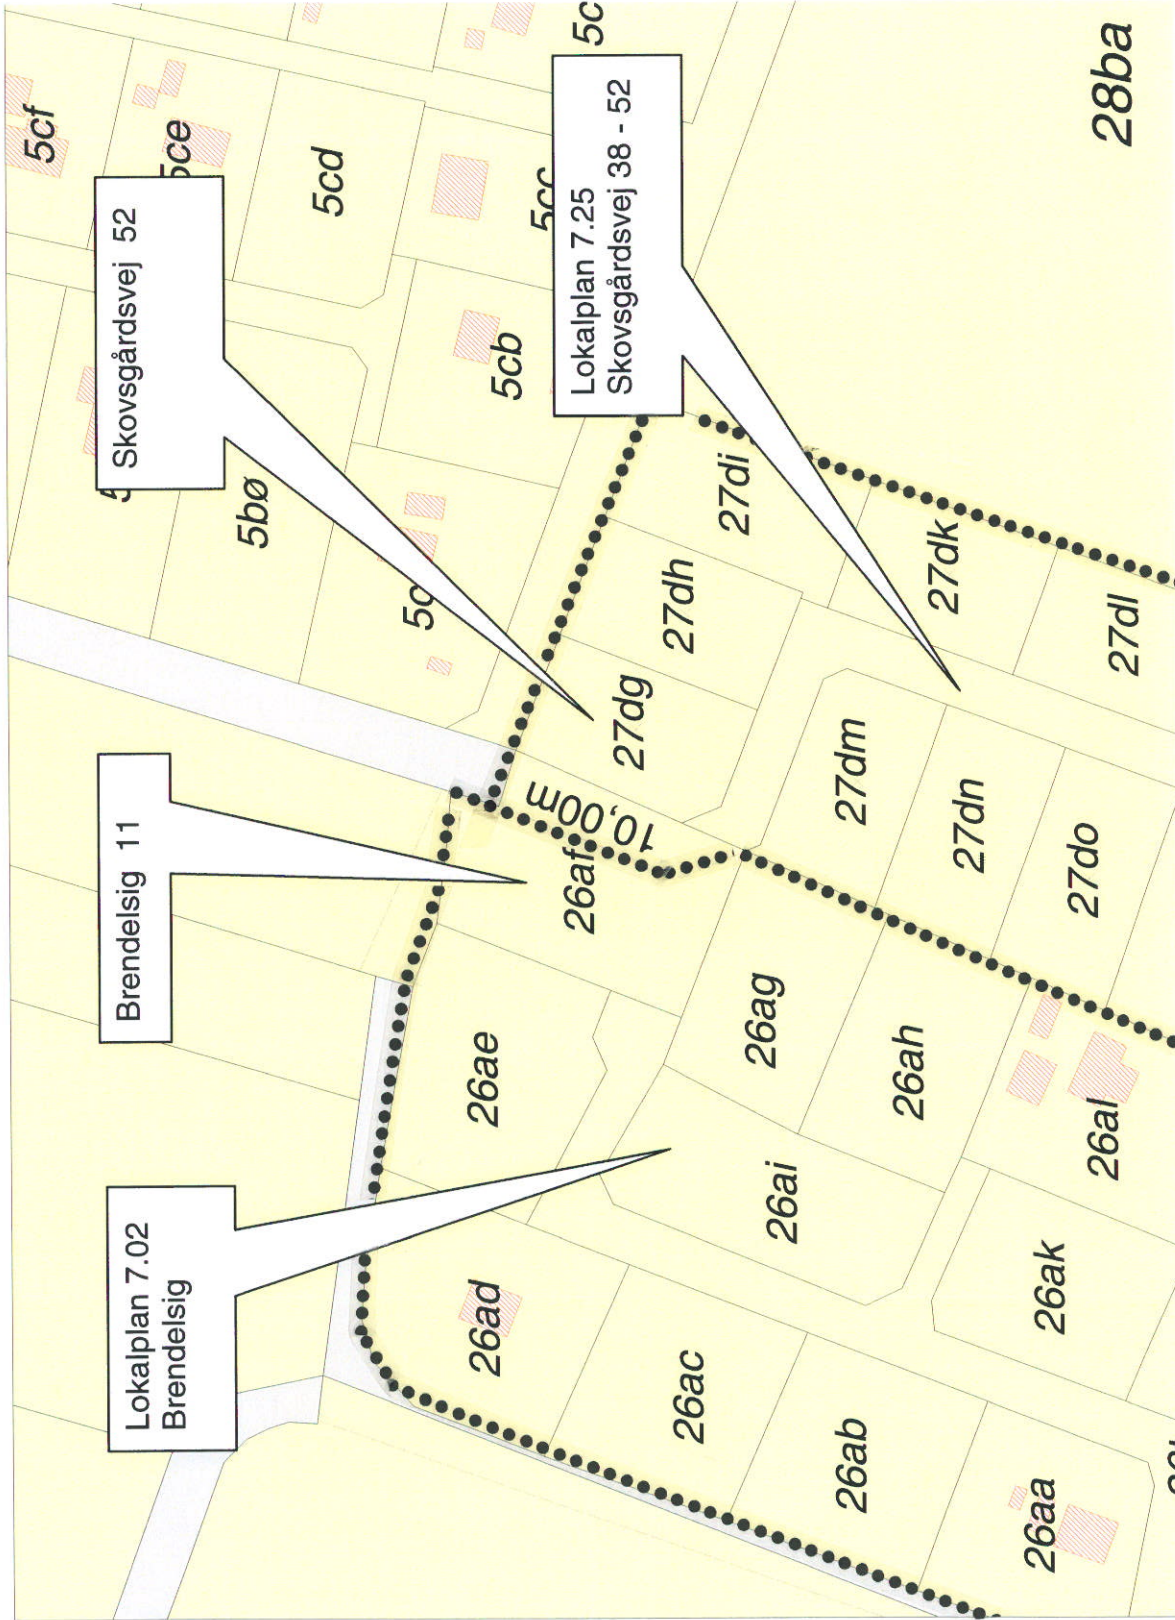 Lokalplan 7.02
Brendelsig
Brendelsig 11
Skovsgårdsvej 52
Lokalplan 7.25
Skovsgårdsvej 38 - 52
5cf
5ce
5cd
5cc
5cb
5bø
28ba
10,00m
27dg
27dh
27di
27dk
27dl
27dm
27dn
27do
26af
26ae
26ag
26ah
26ai
26al
26ak
26ad
26ac
26ab
26aa